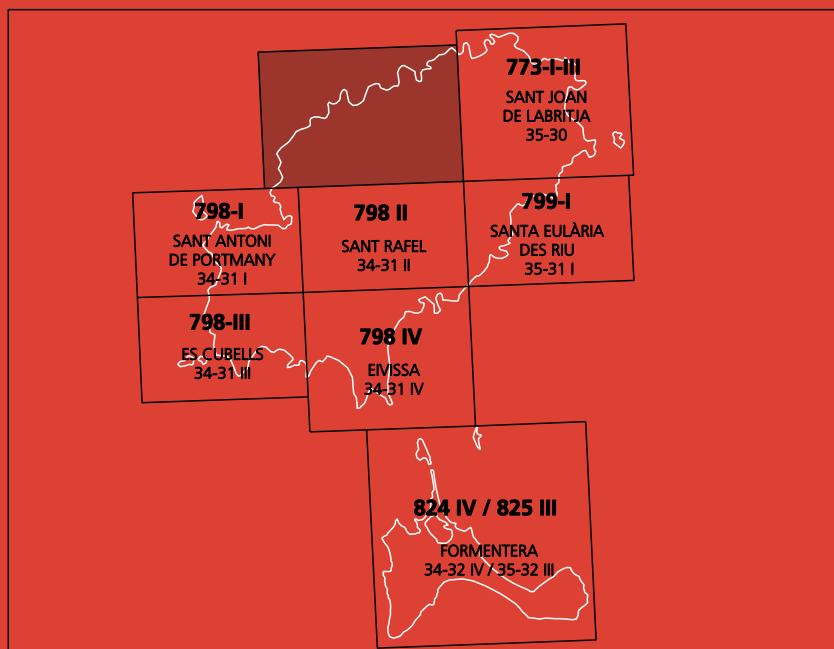 773-I-III
SANT JOAN
DE LABRITJA
35-30
798-I
SANT ANTONI
DE PORTMANY
34-31 I
798 II
SANT RAFEL
34-31 II
799-I
SANTA EULÀRIA
DES RIU
35-31 I
798-III
ES CUBELLS
34-31 III
798 IV
EIVISSA
34-31 IV
824 IV / 825 III
FORMENTERA
34-32 IV / 35-32 III